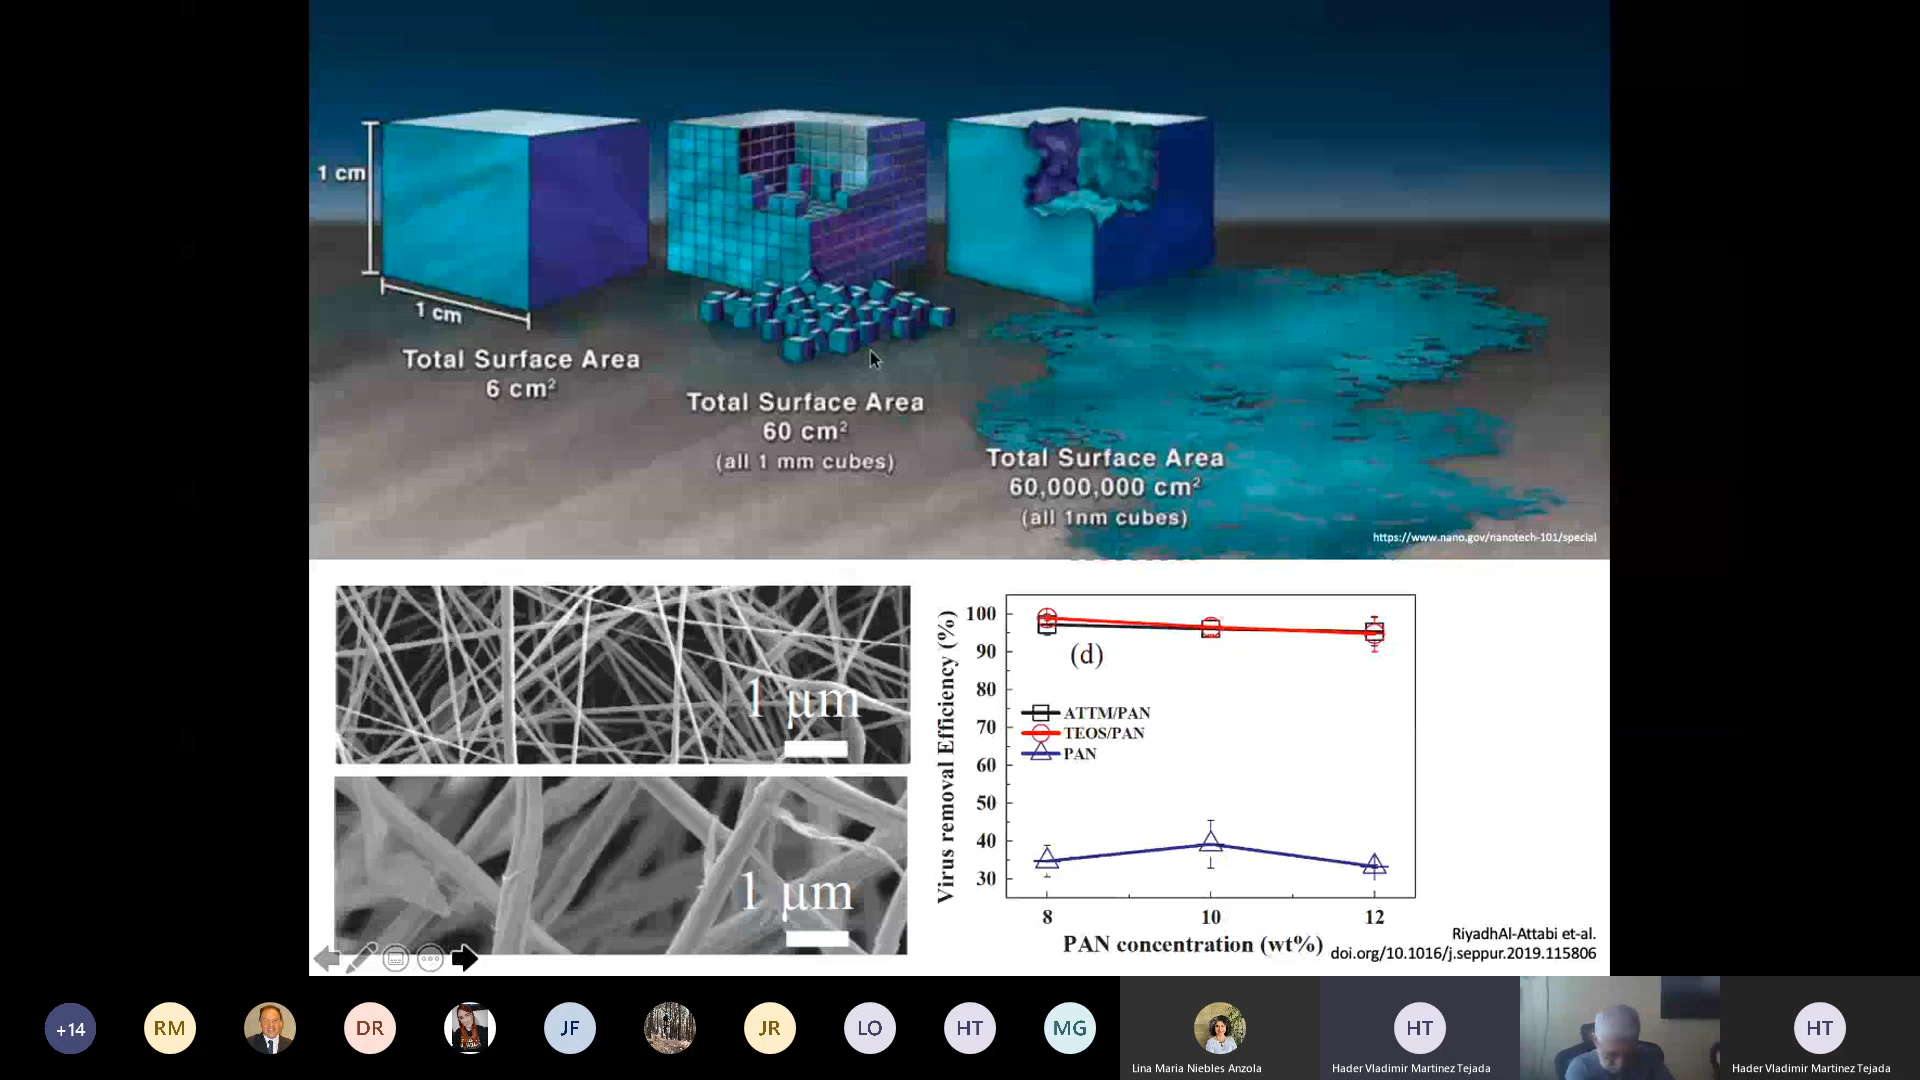 1 cm
1 cm
Total Surface Area
6 cm²
Total Surface Area
60 cm²
(all 1 mm cubes)
Total Surface Area
60,000,000 cm²
(all 1nm cubes)
https://www.nano.gov/nanotech-101/special
1 μm
1 μm
Virus removal Efficiency (%)
100
90
80
70
60
50
40
30
(d)
ATTM/PAN
TEOS/PAN
PAN
8 10 12
PAN concentration (wt%)
RiyadhAl-Attabi et-al.
doi.org/10.1016/j.seppur.2019.115806
+14
RM
DR
JF
JR
LO
HT
MG
Lina Maria Niebles Anzola
HT
Hader Vladimir Martinez Tejada
HT
Hader Vladimir Martinez Tejada